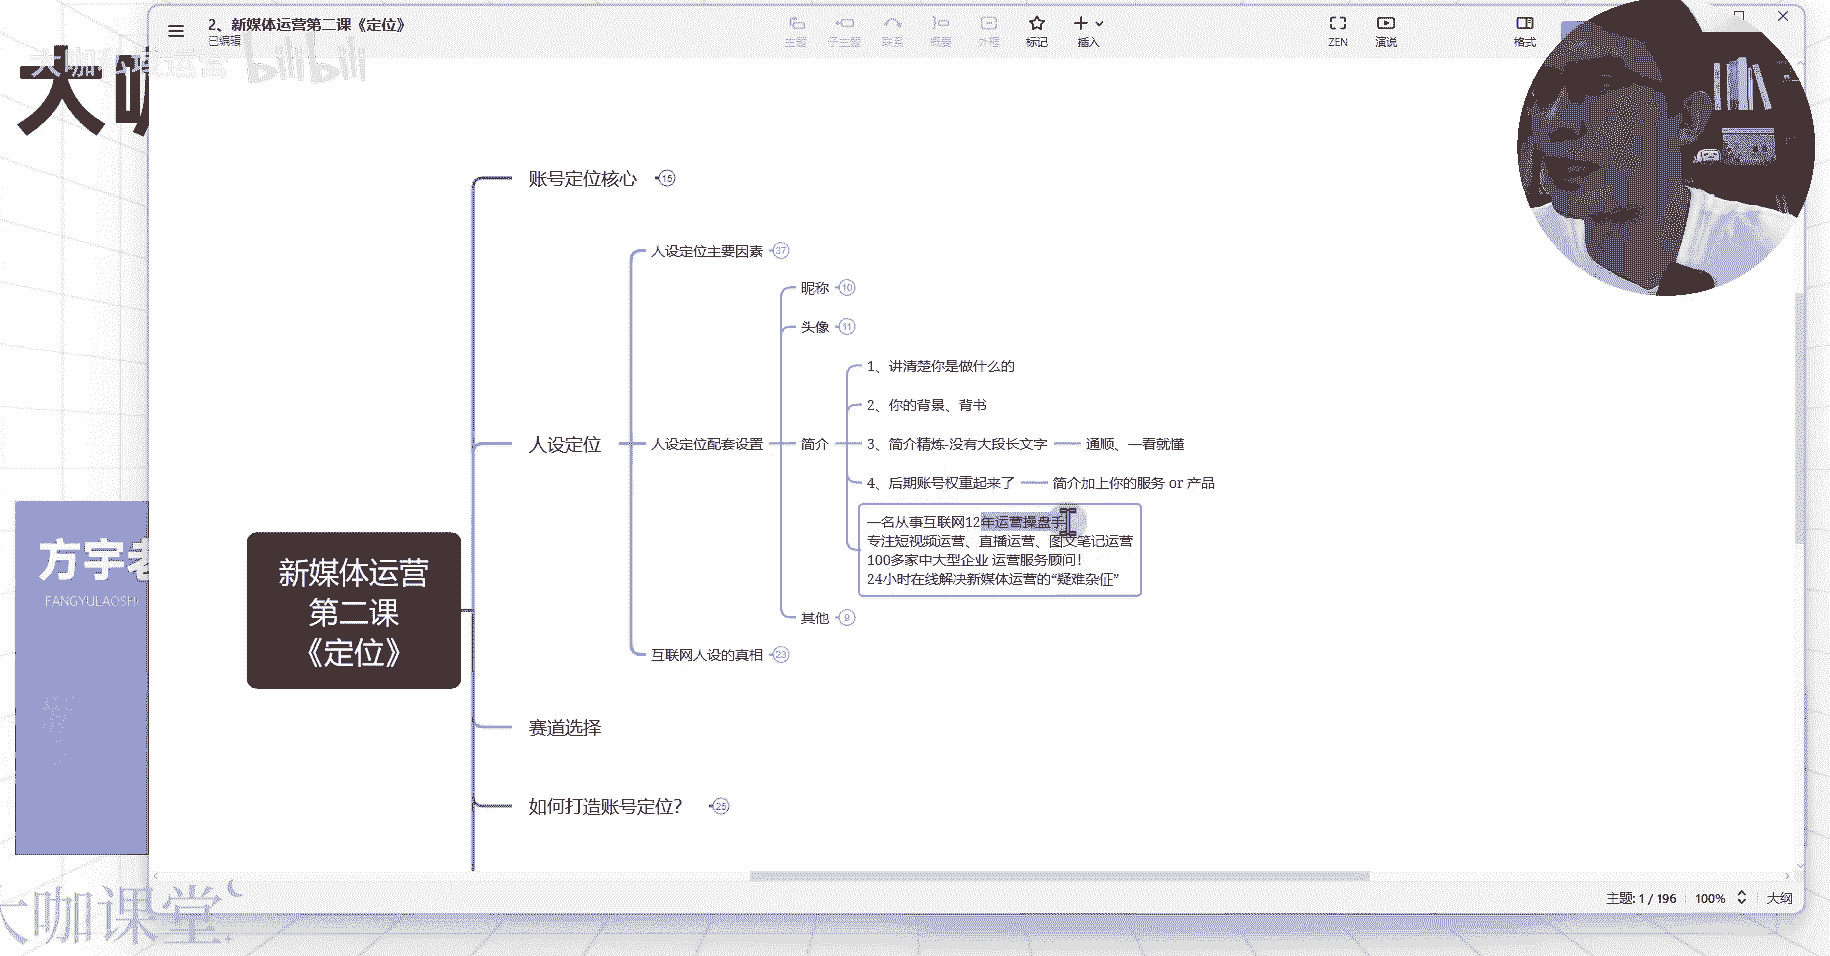 2、新媒体运营第二课《定位》
已编辑
主题
子主题
联系
概要
外框
标记
插入
ZEN
演说
格式
大咖私域运营
bilibili
大咖
账号定位核心 15
人设定位主要因素 37
昵称 10
头像 11
1、讲清楚你是做什么的
2、你的背景、背书
人设定位
人设定位配套设置
简介
3、简介精炼-没有大段长文字
通顺、一看就懂
4、后期账号权重起来了
简介加上你的服务 or 产品
一名从事互联网12年运营操盘手
专注短视频运营、直播运营、图文笔记运营
100多家中大型企业 运营服务顾问！
24小时在线解决新媒体运营的“疑难杂症”
其他 9
互联网人设的真相 23
新媒体运营
第二课
《定位》
赛道选择
如何打造账号定位？ 25
方宇老
FANGYULAOSHI
大咖课堂
主题: 1 / 196
100%
大纲